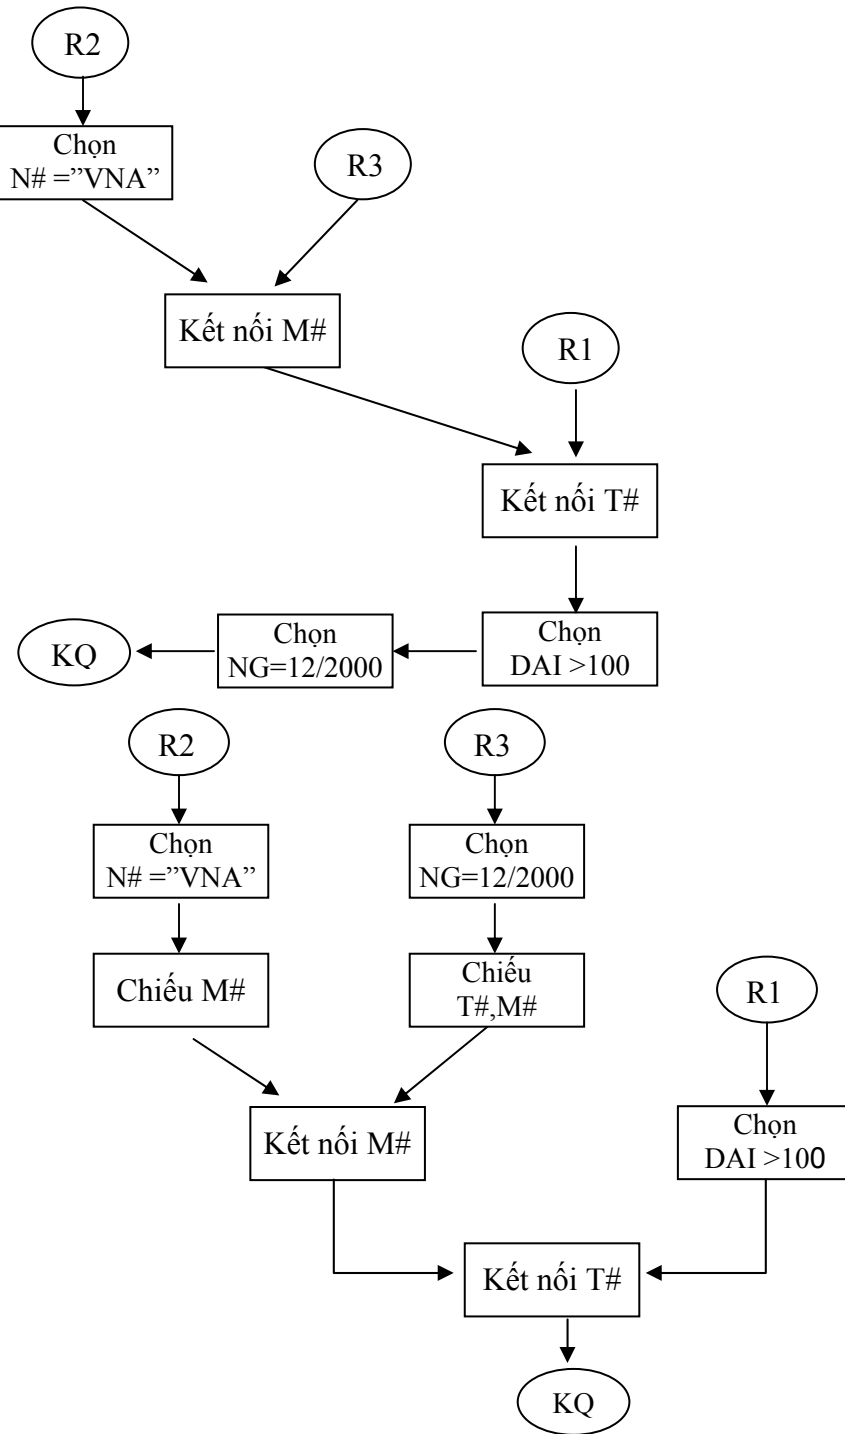 R2
Chọn
N# =”VNA”
R3
Kết nối M#
R1
Kết nối T#
Chọn
DAI >100
Chọn
NG=12/2000
KQ
R2
R3
Chọn
N# =”VNA”
Chọn
NG=12/2000
Chiếu M#
Chiếu
T#,M#
R1
Kết nối M#
Chọn
DAI >100
Kết nối T#
KQ